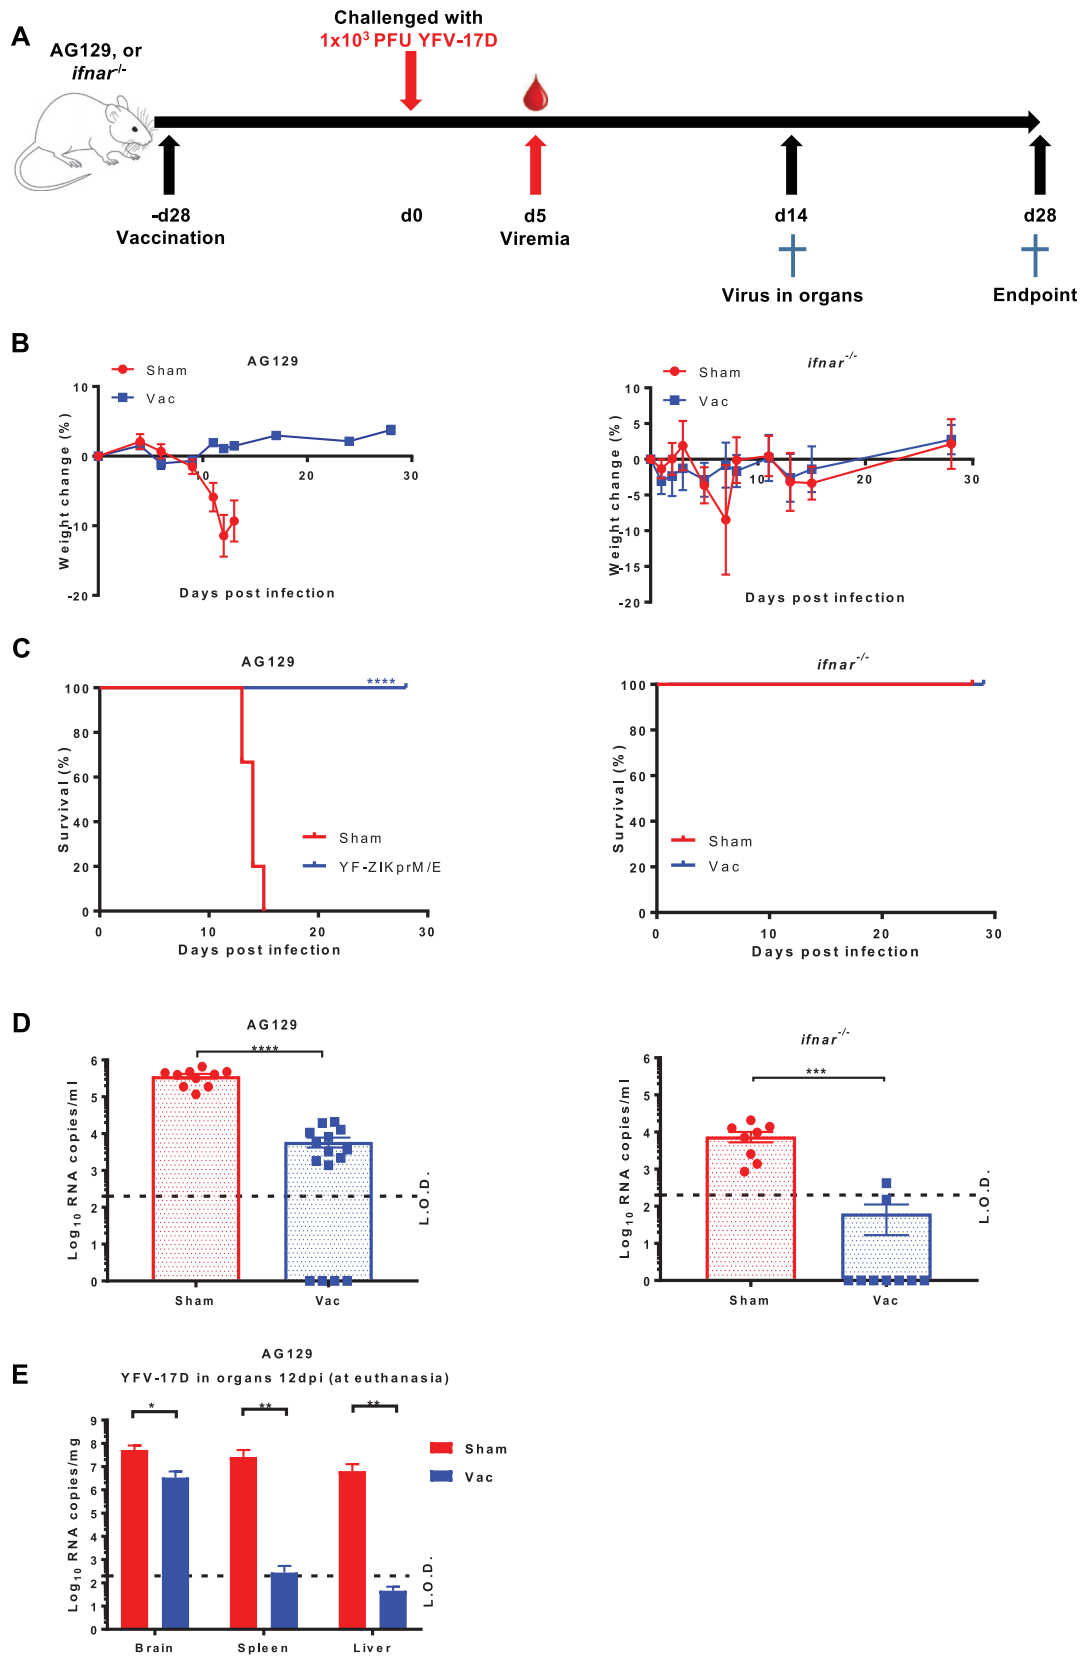 A
AG129, or
ifnar-/-
Challenged with
1x10³ PFU YFV-17D
-d28
Vaccination
d0
d5
Viremia
d14
Virus in organs
d28
Endpoint
B
AG129
Sham
Vac
Weight change (%)
10
0
-10
-20
10
20
30
Days post infection
ifnar-/-
Sham
Vac
Weight change (%)
10
5
0
-5
-10
-15
-20
10
20
30
Days post infection
C
AG129
****
Survival (%)
100
80
60
40
20
0
Sham
YF-ZIKprM/E
0
10
20
30
Days post infection
ifnar-/-
Survival (%)
100
80
60
40
20
0
Sham
Vac
0
10
20
30
Days post infection
D
AG129
****
Log10 RNA copies/ml
6
5
4
3
2
1
0
L.O.D.
Sham
Vac
ifnar-/-
***
Log10 RNA copies/ml
6
5
4
3
2
1
0
L.O.D.
Sham
Vac
E
AG129
YFV-17D in organs 12dpi (at euthanasia)
*
**
**
Log10 RNA copies/mg
9
8
7
6
5
4
3
2
1
0
Sham
Vac
L.O.D.
Brain
Spleen
Liver